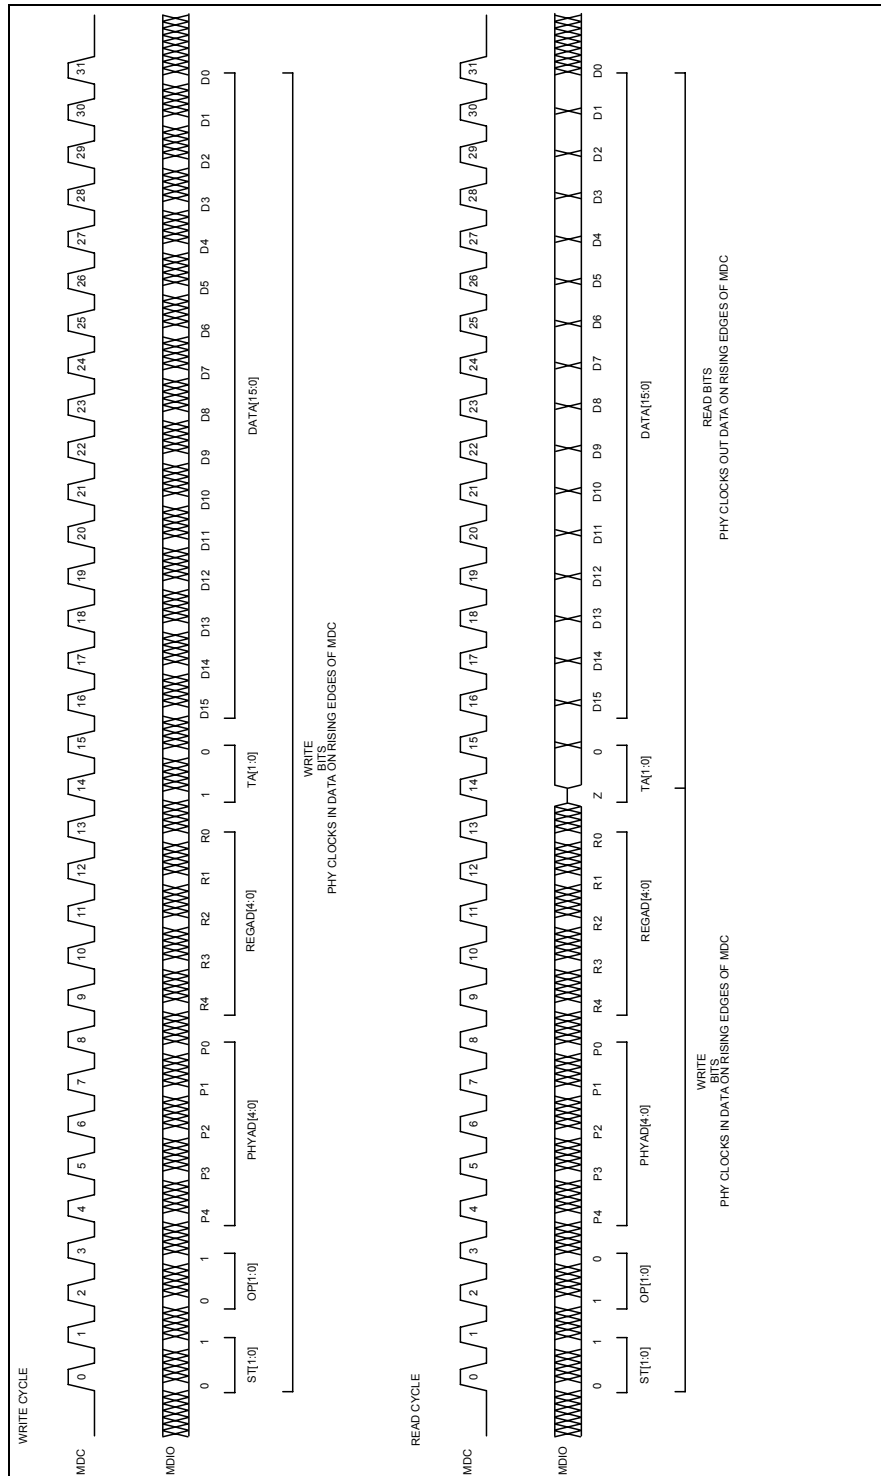 WRITE CYCLE
MDC
0 1 2 3 4 5 6 7 8 9 10 11 12 13 14 15 16 17 18 19 20 21 22 23 24 25 26 27 28 29 30 31
MDIO
0 1 0 1 P4 P3 P2 P1 P0 R4 R3 R2 R1 R0 1 0 D15 D14 D13 D12 D11 D10 D9 D8 D7 D6 D5 D4 D3 D2 D1 D0
ST[1:0] OP[1:0] PHYAD[4:0] REGAD[4:0] TA[1:0] DATA[15:0]
WRITE
BITS
PHY CLOCKS IN DATA ON RISING EDGES OF MDC
READ CYCLE
MDC
0 1 2 3 4 5 6 7 8 9 10 11 12 13 14 15 16 17 18 19 20 21 22 23 24 25 26 27 28 29 30 31
MDIO
0 1 1 0 P4 P3 P2 P1 P0 R4 R3 R2 R1 R0 Z 0 D15 D14 D13 D12 D11 D10 D9 D8 D7 D6 D5 D4 D3 D2 D1 D0
ST[1:0] OP[1:0] PHYAD[4:0] REGAD[4:0] TA[1:0] DATA[15:0]
WRITE
BITS
PHY CLOCKS IN DATA ON RISING EDGES OF MDC
READ BITS
PHY CLOCKS OUT DATA ON RISING EDGES OF MDC